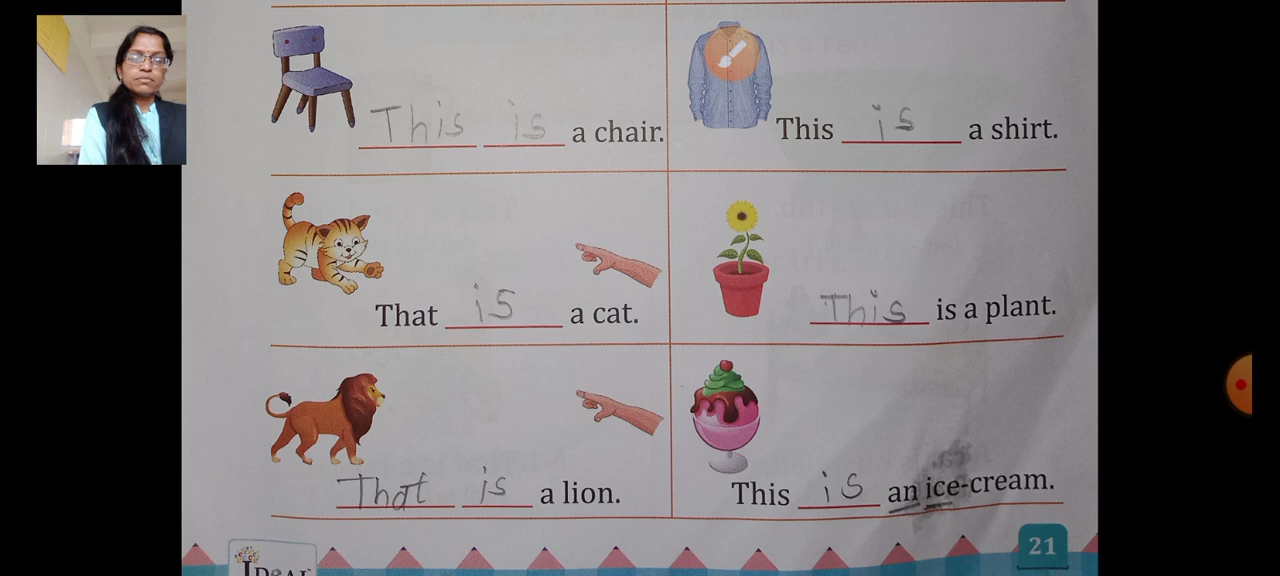 This is a chair.
This is a shirt.
That is a cat.
This is a plant.
That is a lion.
This is an ice-cream.
21
IDEAL